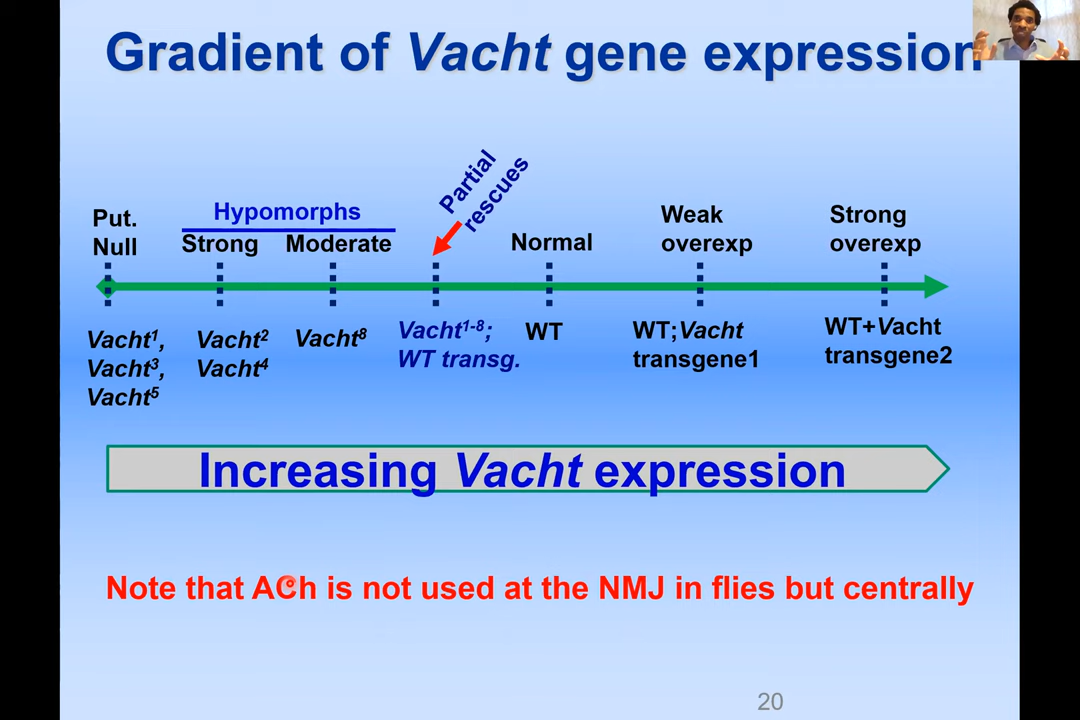 Gradient of Vacht gene expression
Partial
rescues
Put.
Null
Hypomorphs
Strong
Moderate
Normal
Weak
overexp
Strong
overexp
Vacht1,
Vacht3,
Vacht5
Vacht2
Vacht4
Vacht8
Vacht1-8;
WT transg.
WT
WT;Vacht
transgene1
WT+Vacht
transgene2
Increasing Vacht expression
Note that ACh is not used at the NMJ in flies but centrally
20